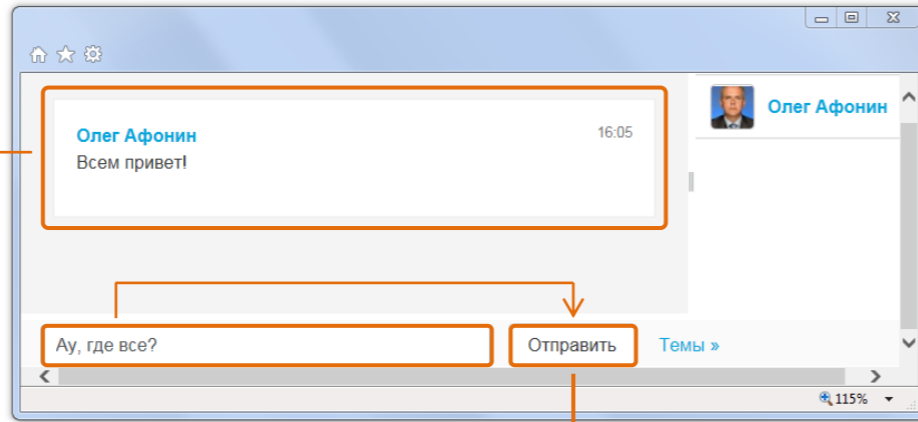 Олег Афонин
Олег Афонин 16:05
Всем привет!
Ау, где все? Отправить Темы »
115%